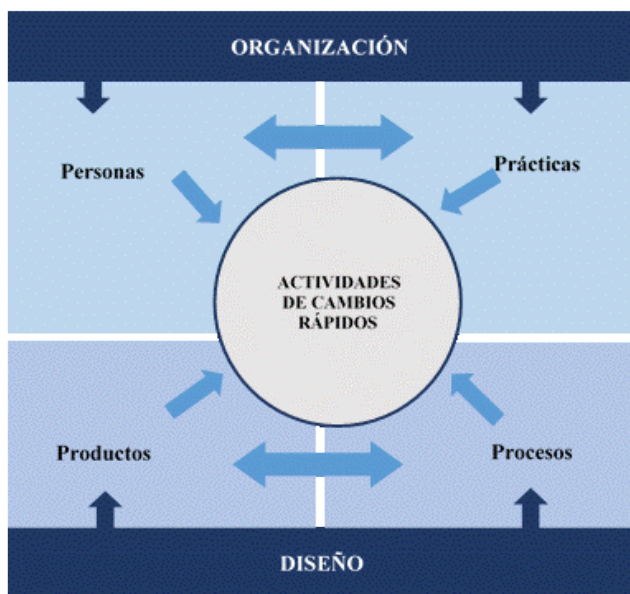 ORGANIZACIÓN
Personas
Prácticas
ACTIVIDADES
DE CAMBIOS
RÁPIDOS
Productos
Procesos
DISEÑO